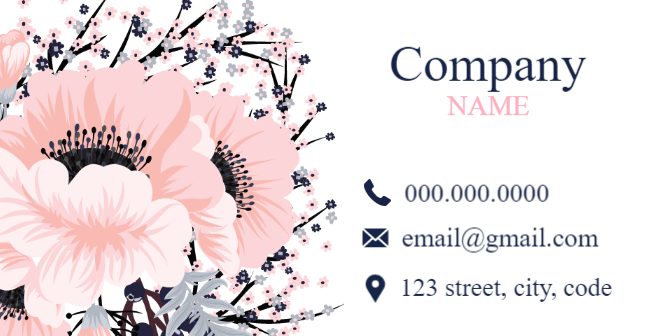 Company
NAME
000.000.0000
email@gmail.com
123 street, city, code